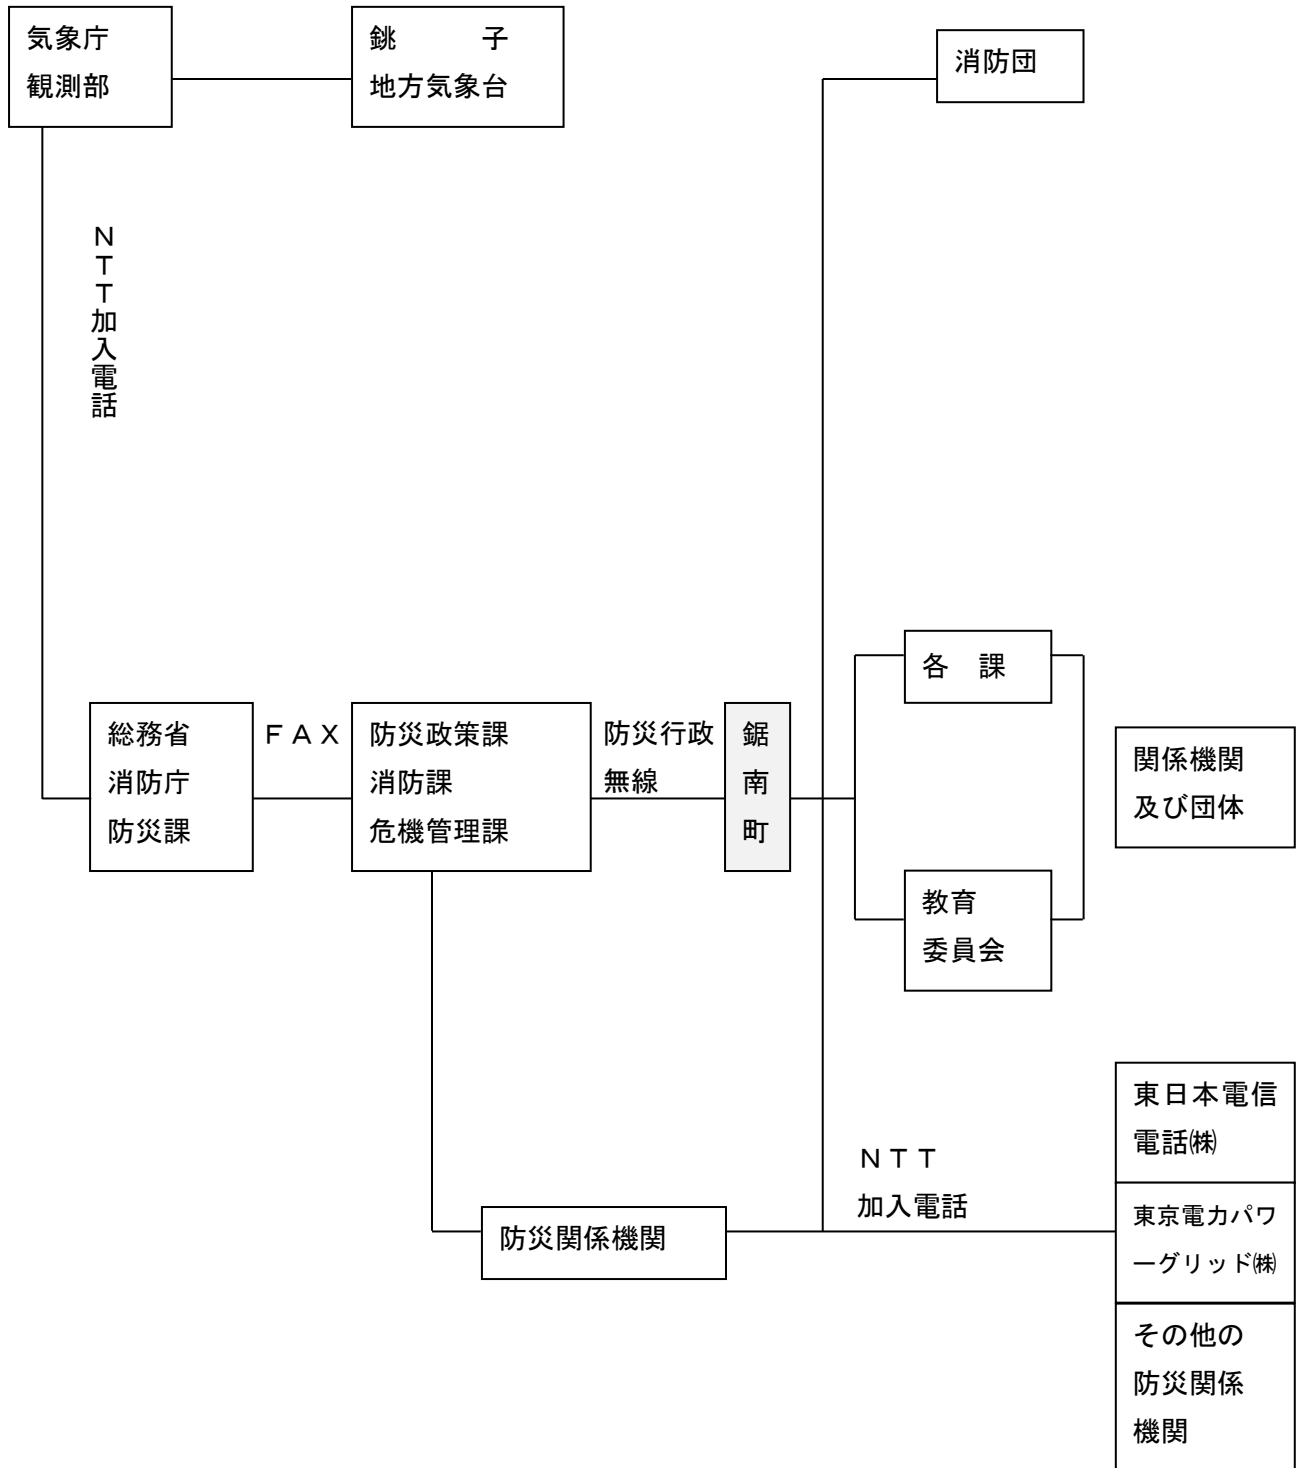 気象庁
観測部
銚　　　子
地方気象台
消防団
ＮＴＴ加入電話
各　課
総務省
消防庁
防災課
ＦＡＸ
防災政策課
消防課
危機管理課
防災行政
無線
鋸
南
町
関係機関
及び団体
教育
委員会
東日本電信
電話㈱
ＮＴＴ
加入電話
防災関係機関
東京電力パワ
ーグリッド㈱
その他の
防災関係
機関